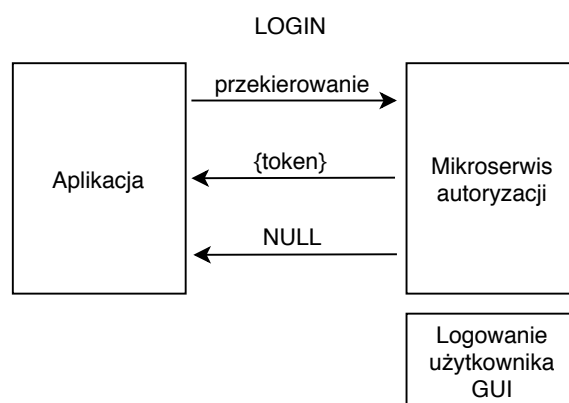 LOGIN
przekierowanie
{token}
NULL
Aplikacja
Mikroserwis
autoryzacji
Logowanie
użytkownika
GUI